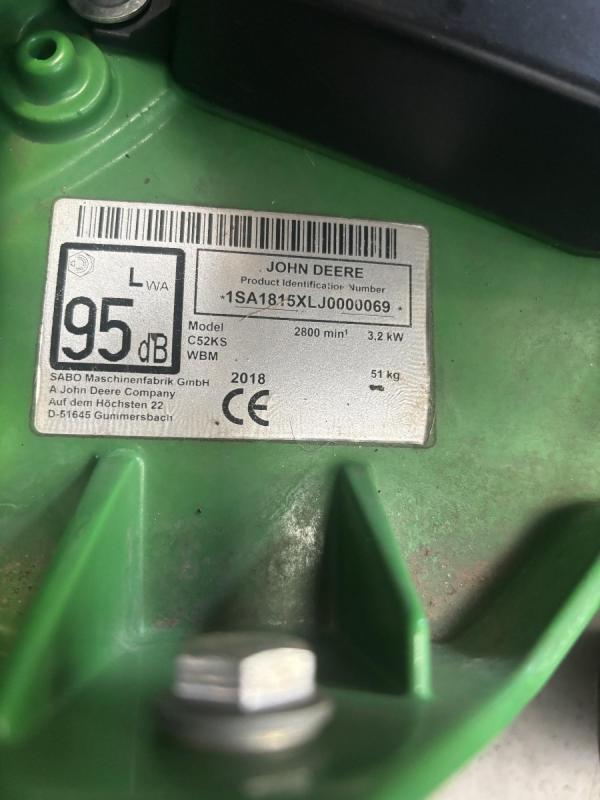 LWA
95 dB
JOHN DEERE
Product Identification Number
*1SA1815XLJ0000069*
Model 2800 min¹ 3,2 kW
C52KS
WBM
SABO Maschinenfabrik GmbH 2018 51 kg
A John Deere Company
Auf dem Höchsten 22
D-51645 Gummersbach
CE